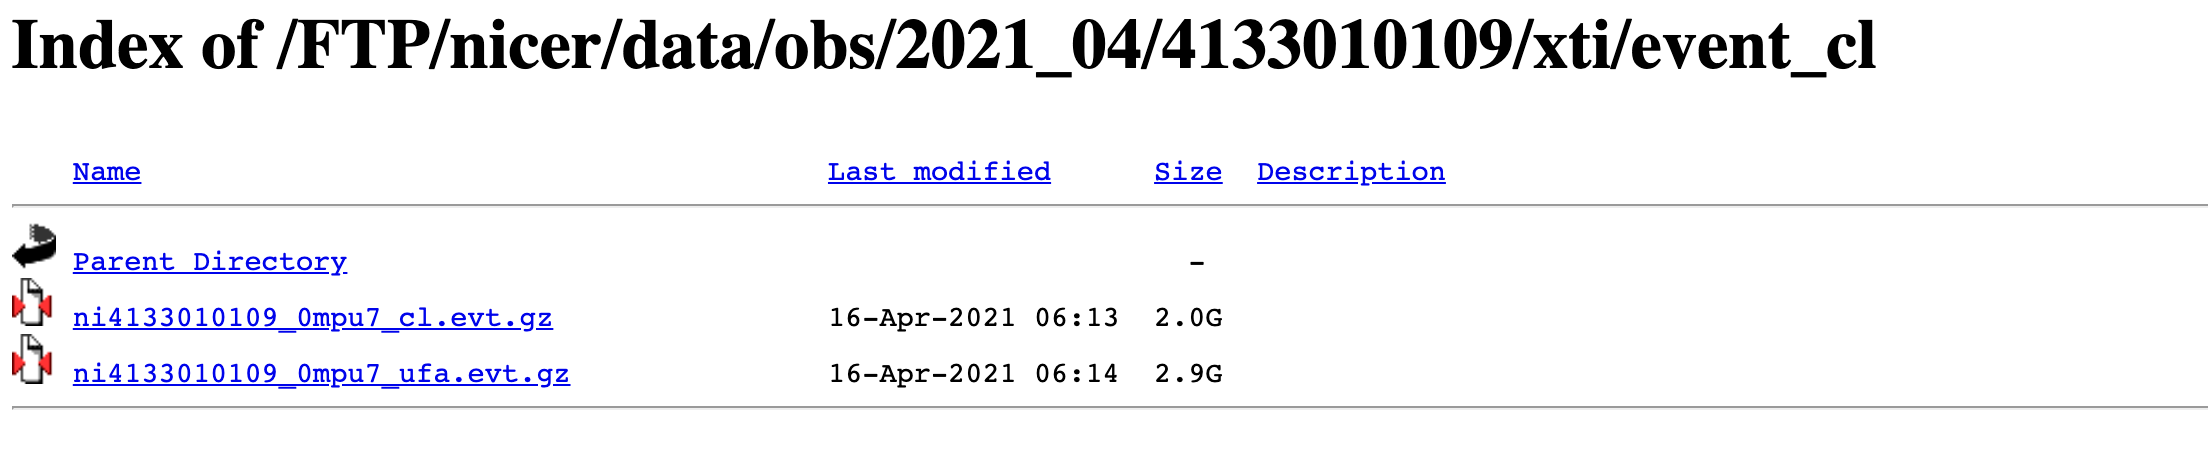 Index of /FTP/nicer/data/obs/2021_04/4133010109/xti/event_cl
Name Last modified Size Description
Parent Directory -
ni4133010109_0mpu7_cl.evt.gz 16-Apr-2021 06:13 2.0G
ni4133010109_0mpu7_ufa.evt.gz 16-Apr-2021 06:14 2.9G